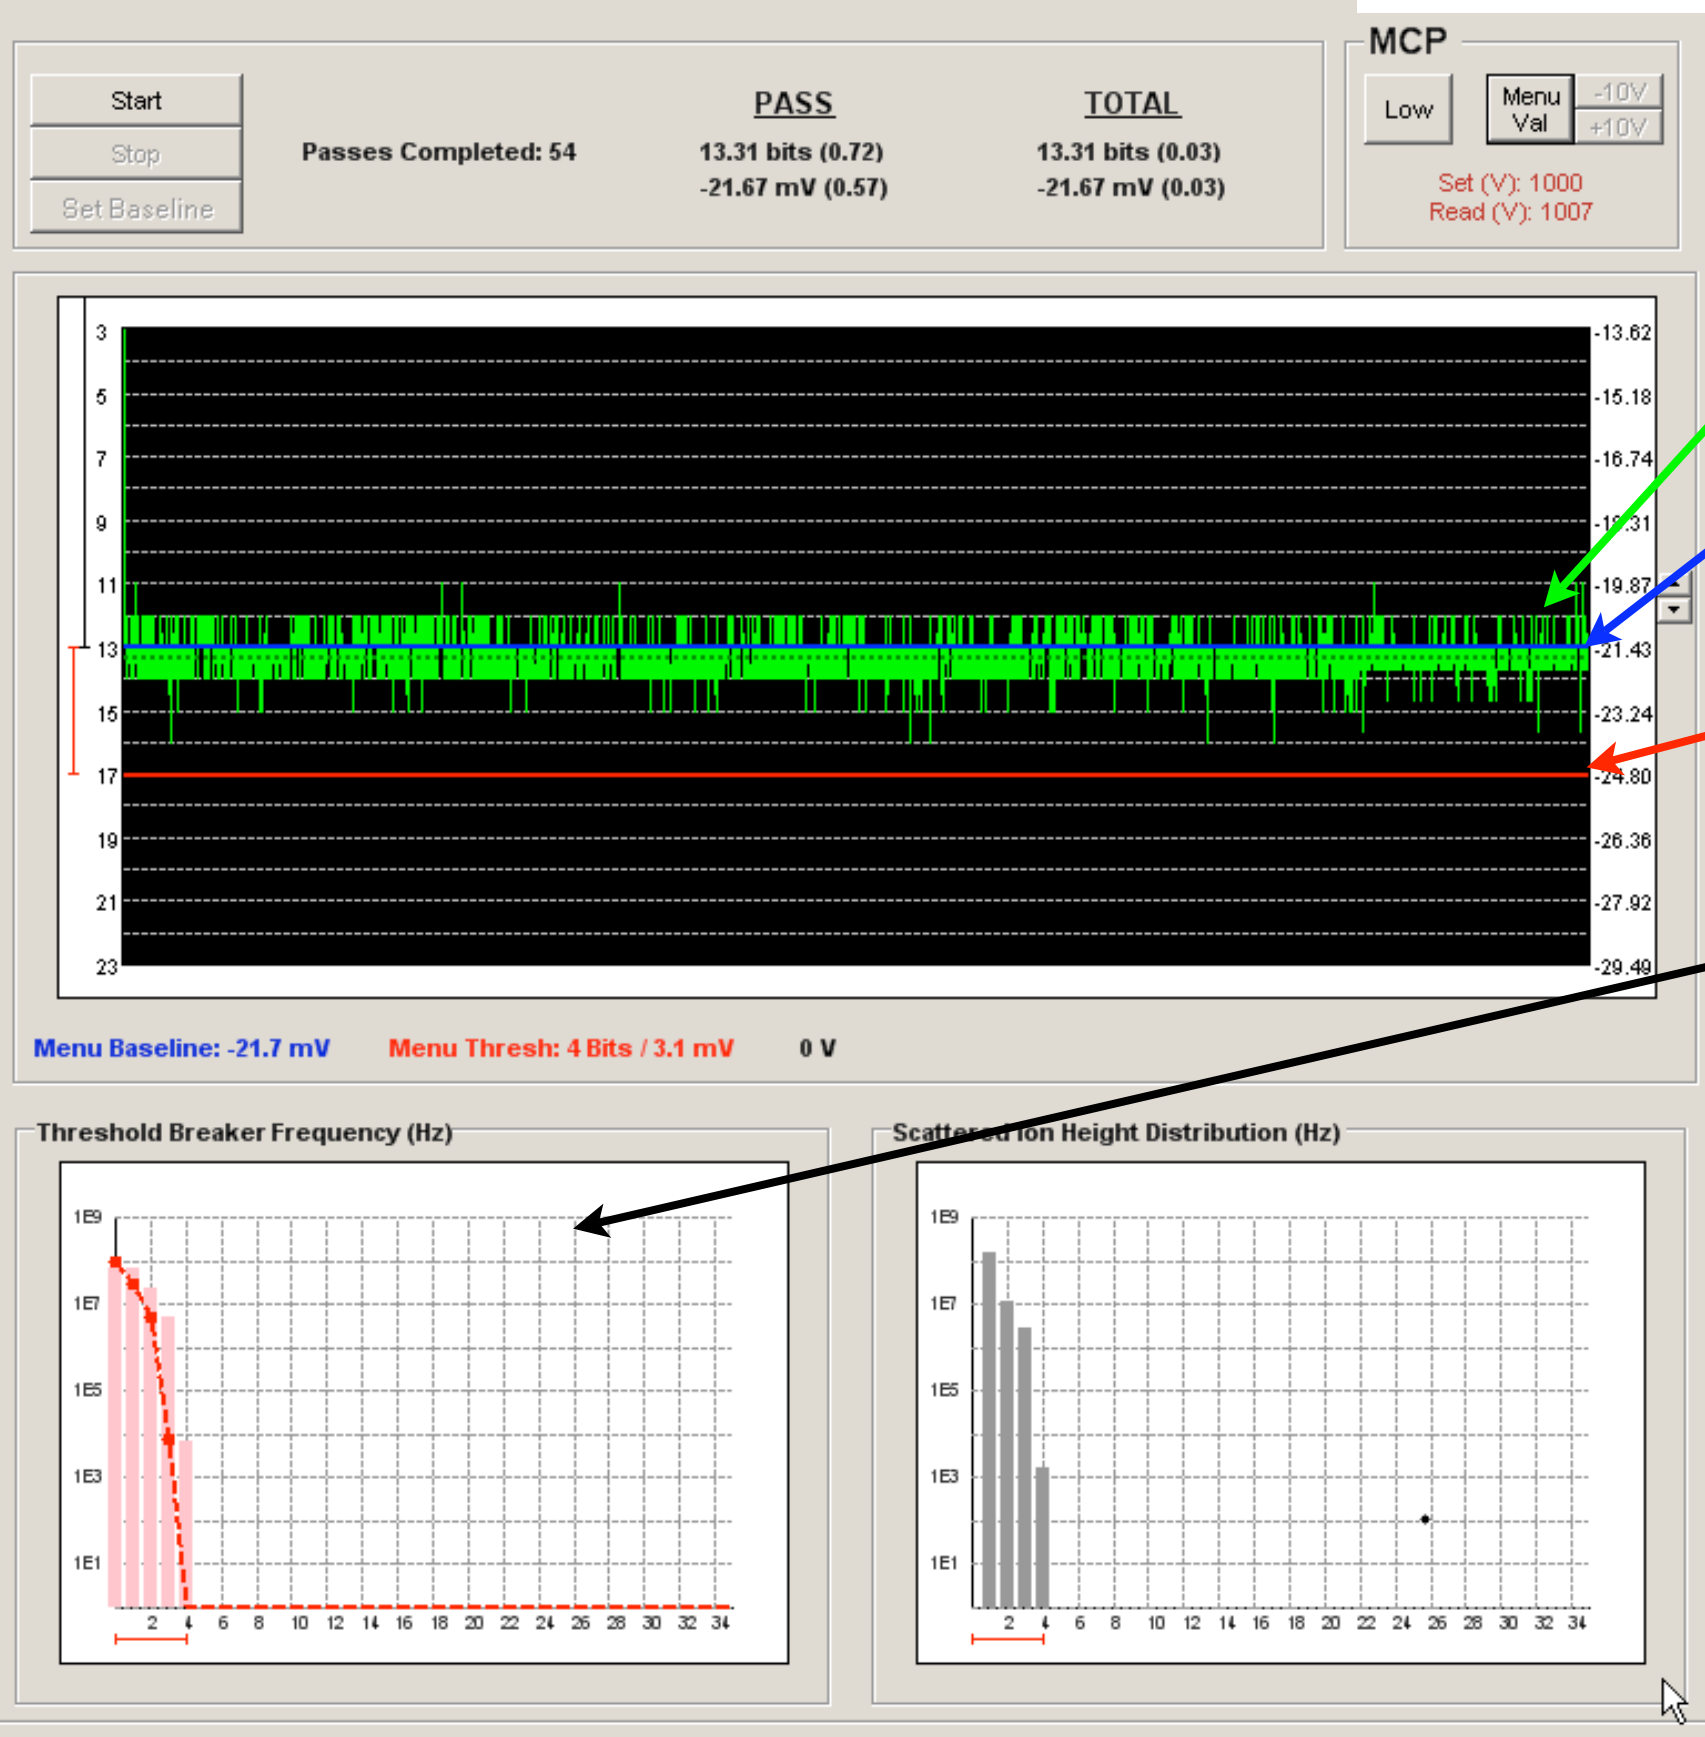 MCP
Start
Stop
Set Baseline
Passes Completed: 54
PASS
13.31 bits (0.72)
-21.67 mV (0.57)
TOTAL
13.31 bits (0.03)
-21.67 mV (0.03)
Low
Menu
Val
-10V
+10V
Set (V): 1000
Read (V): 1007
3 -13.62
5 -15.18
7 -16.74
9 -18.31
11 -19.87
13 -21.43
15 -23.24
17 -24.80
19 -26.36
21 -27.92
23 -29.49
Menu Baseline: -21.7 mV Menu Thresh: 4 Bits / 3.1 mV 0 V
Threshold Breaker Frequency (Hz)
1E9
1E7
1E5
1E3
1E1
2 4 6 8 10 12 14 16 18 20 22 24 26 28 30 32 34
Scattered Ion Height Distribution (Hz)
1E9
1E7
1E5
1E3
1E1
2 4 6 8 10 12 14 16 18 20 22 24 26 28 30 32 34